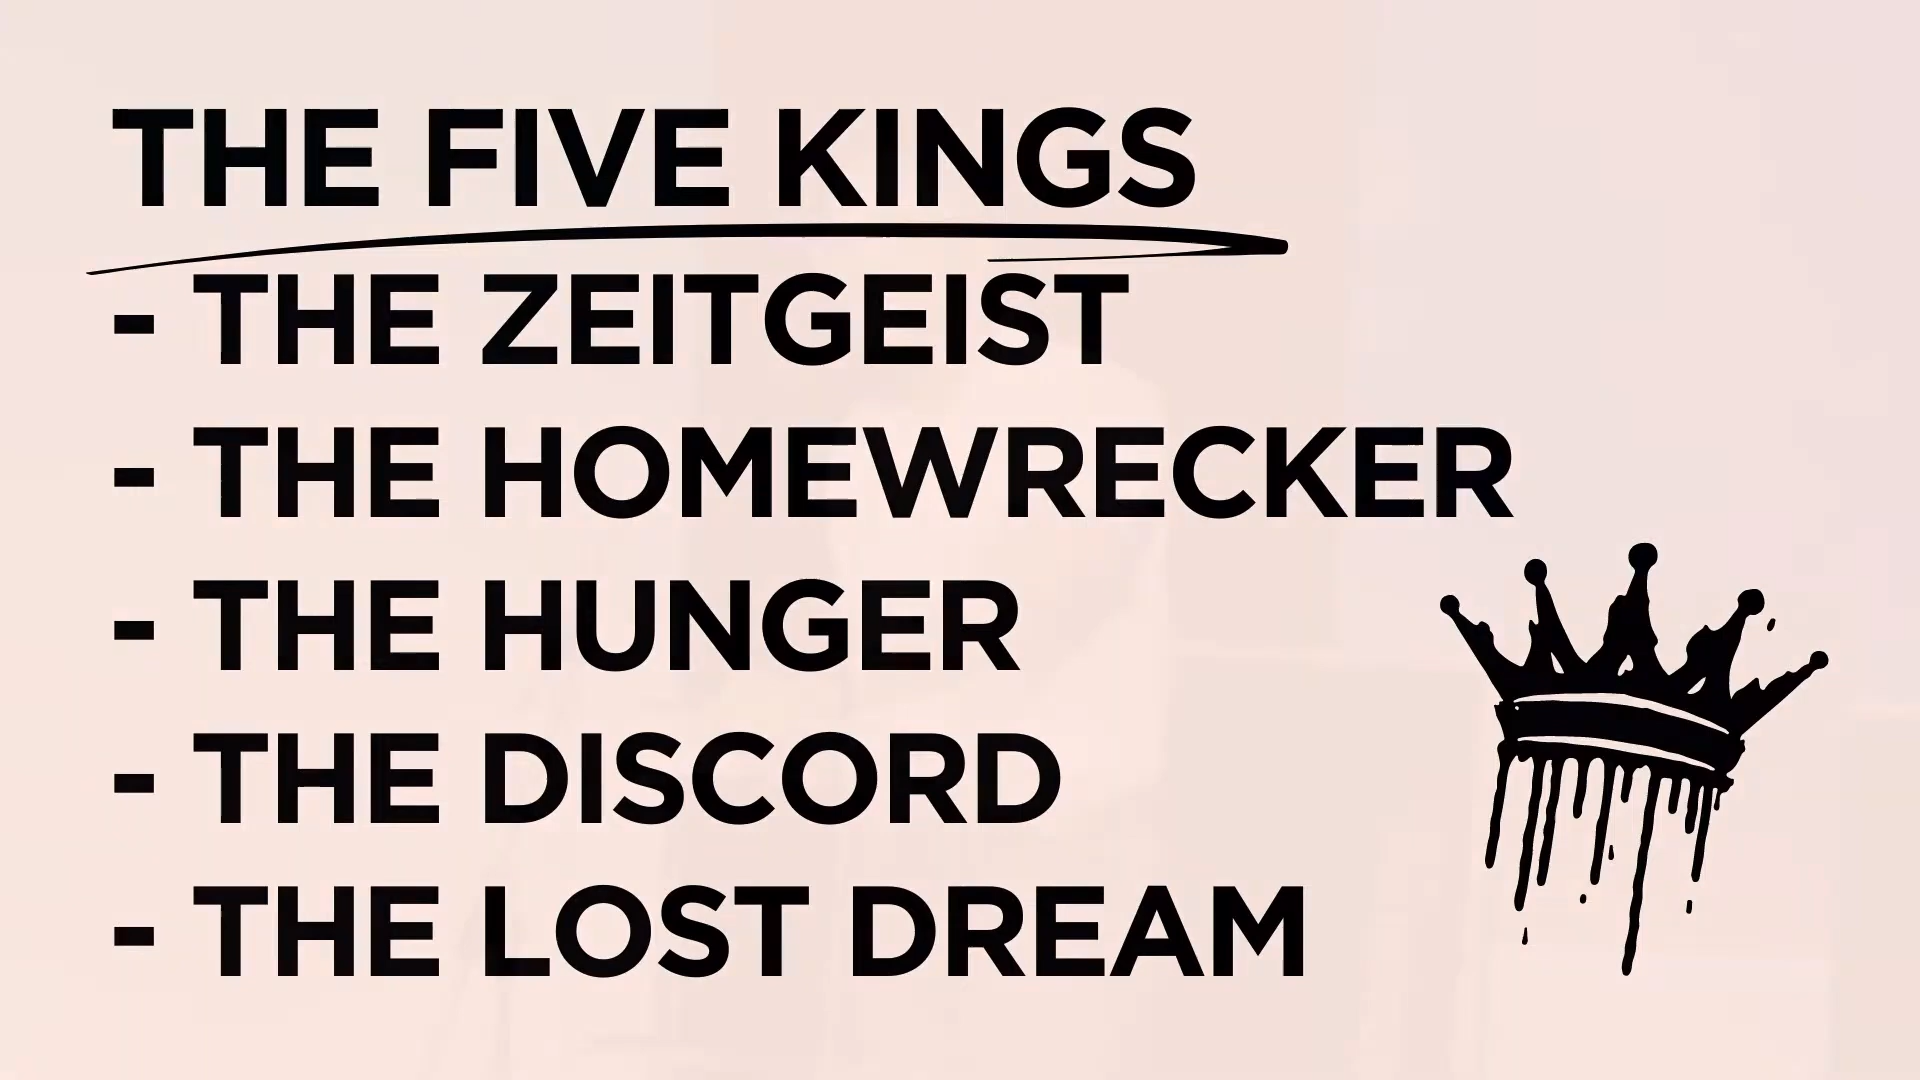 THE FIVE KINGS
- THE ZEITGEIST
- THE HOMEWRECKER
- THE HUNGER
- THE DISCORD
- THE LOST DREAM